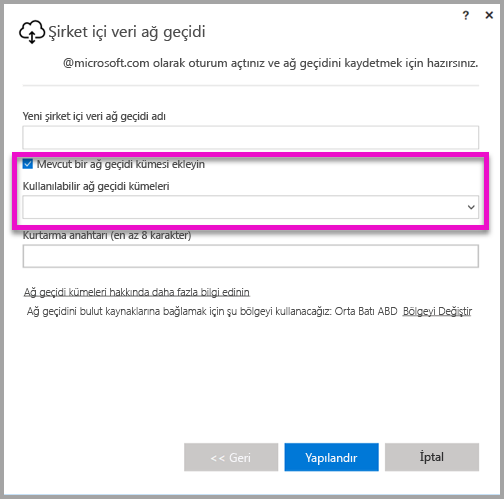 ? ×
Şirket içi veri ağ geçidi
@microsoft.com olarak oturum açtınız ve ağ geçidini kaydetmek için hazırsınız.
Yeni şirket içi veri ağ geçidi adı
Mevcut bir ağ geçidi kümesi ekleyin
Kullanılabilir ağ geçidi kümeleri
Kurtarma anahtarı (en az 8 karakter)
Ağ geçidi kümeleri hakkında daha fazla bilgi edinin
Ağ geçidini bulut kaynaklarına bağlamak için şu bölgeyi kullanacağız: Orta Batı ABD Bölgeyi Değiştir
<< Geri Yapılandır İptal